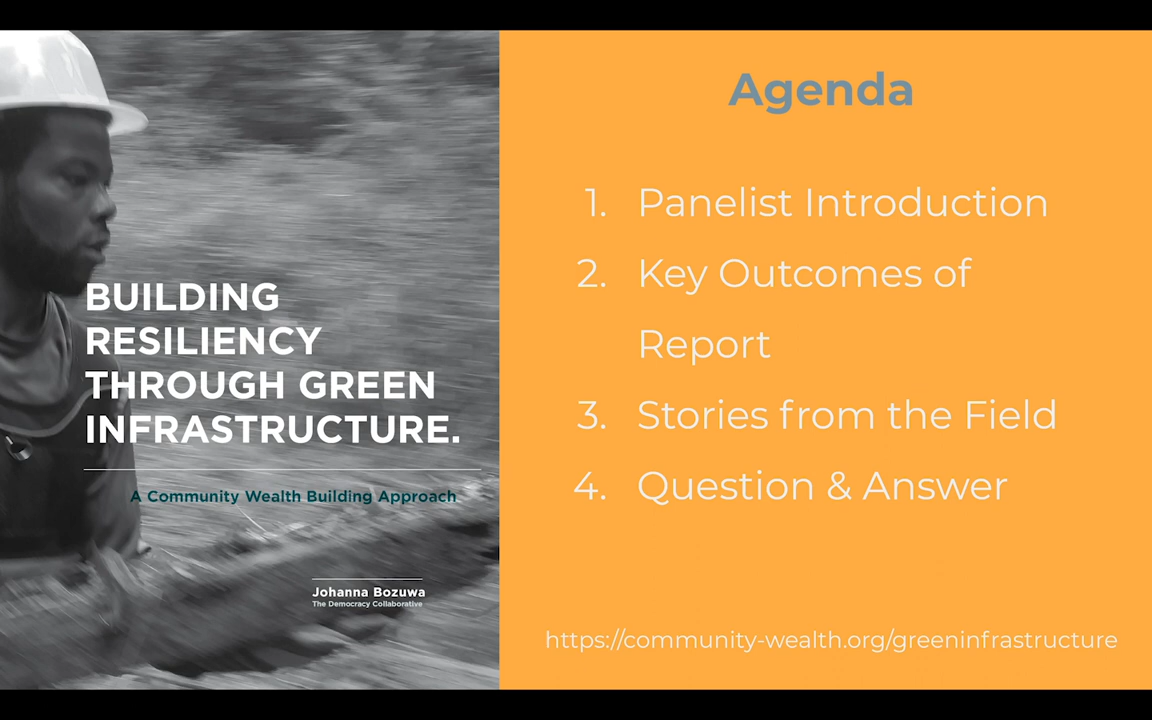 BUILDING
RESILIENCY
THROUGH GREEN
INFRASTRUCTURE.
A Community Wealth Building Approach
Johanna Bozuwa
The Democracy Collaborative
Agenda
1. Panelist Introduction
2. Key Outcomes of
Report
3. Stories from the Field
4. Question & Answer
https://community-wealth.org/greeninfrastructure